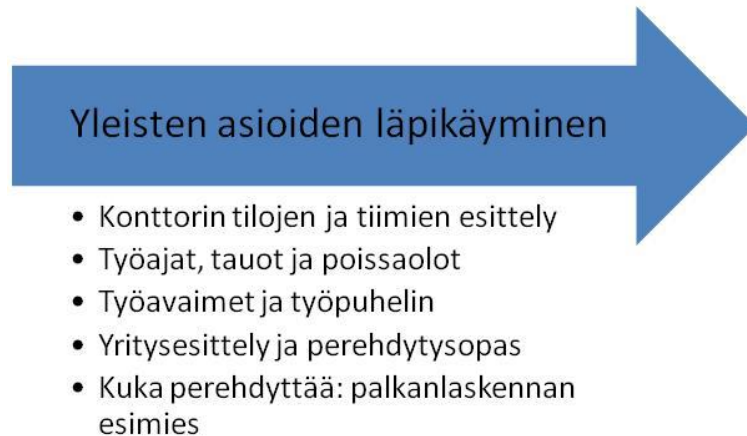 Yleisten asioiden läpikäyminen
• Konttorin tilojen ja tiimien esittely
• Työajat, tauot ja poissaolot
• Työavaimet ja työpuhelin
• Yritysesittely ja perehdytysopas
• Kuka perehdyttää: palkanlaskennan
esimies